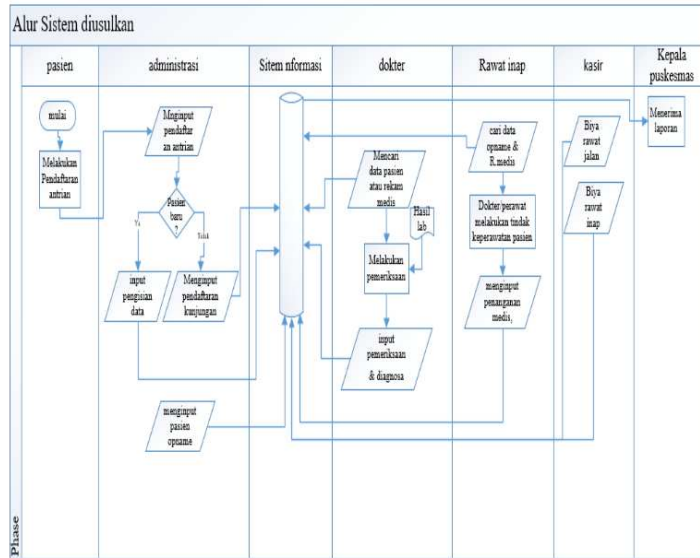 Alur Sistem diusulkan
pasien
administrasi
Sitem nformasi
dokter
Rawat inap
kasir
Kepala
puskesmas
mulai
Melakukan
Pendaftaran
antrian
Mnginput
pendaftar
an antrian
Pasien
baru
?
Ya
Tidak
input
pengisian
data
Menginput
pendaftaran
kunjungan
menginput
pasien
opname
Mencari
data pasien
atau rekam
medis
Hasil
lab
Melakukan
pemeriksaan
input
pemeriksaan
& diagnosa
cari data
opname &
R.medis
Dokter/perawat
melakukan tindak
keperawatan pasien
menginput
penanganan
medis,
Biya
rawat
jalan
Biya
rawat
inap
Menerima
laporan
Phase